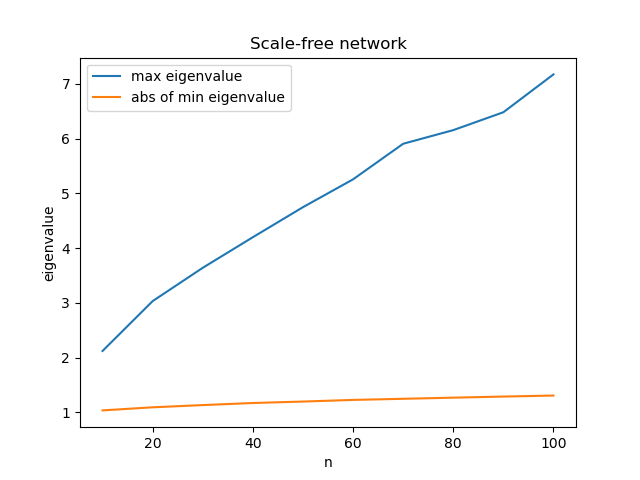 Scale-free network
max eigenvalue
abs of min eigenvalue
eigenvalue
7
6
5
4
3
2
1
20 40 60 80 100
n